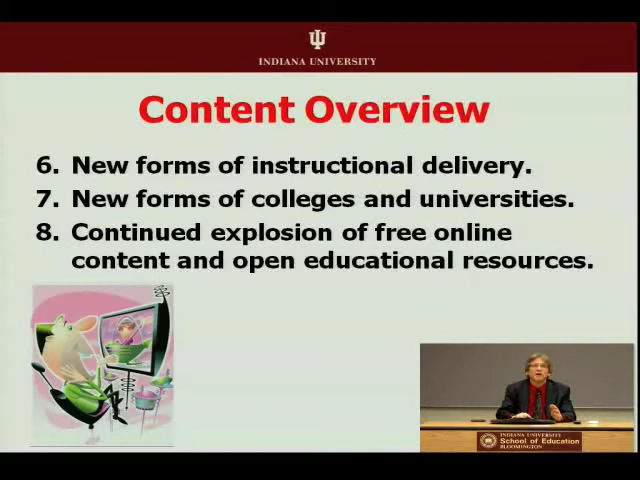 INDIANA UNIVERSITY
Content Overview
6. New forms of instructional delivery.
7. New forms of colleges and universities.
8. Continued explosion of free online
content and open educational resources.
INDIANA UNIVERSITY
School of Education
BLOOMINGTON